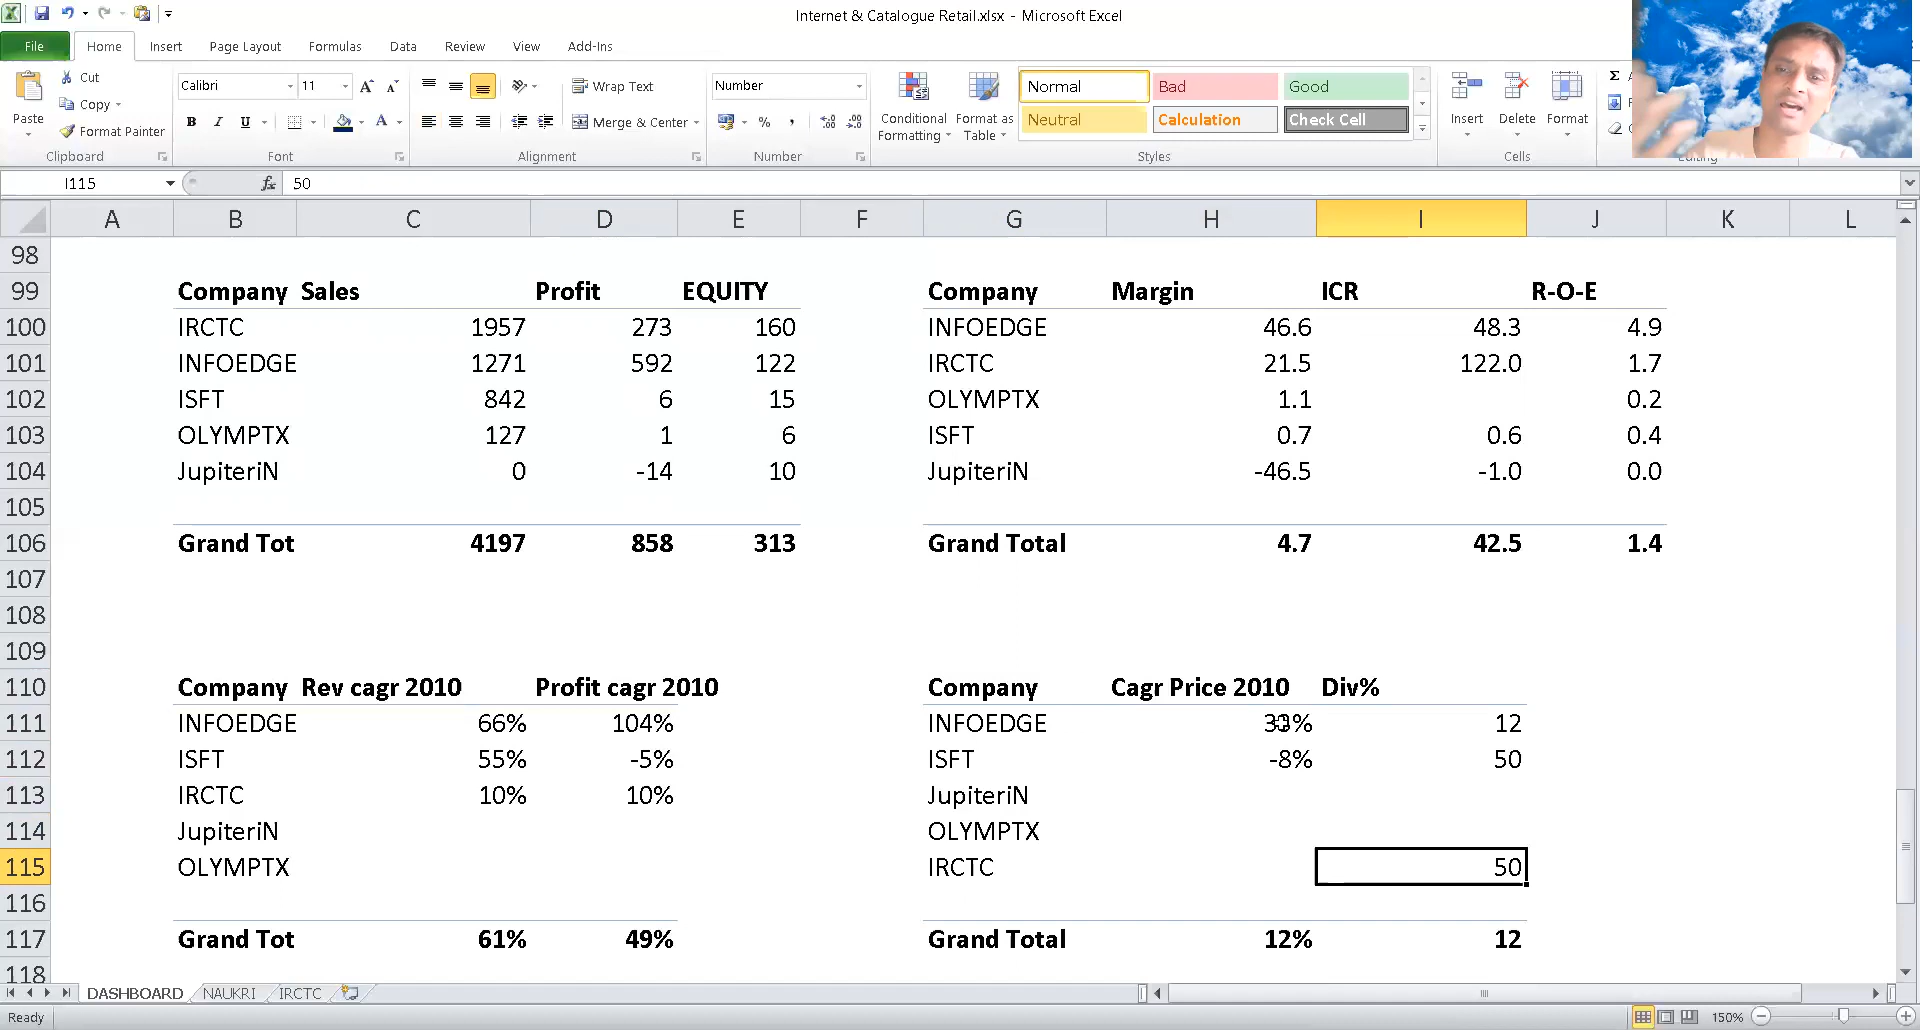 Internet & Catalogue Retail.xlsx - Microsoft Excel
File Home Insert Page Layout Formulas Data Review View Add-Ins
Paste Cut Copy Format Painter
Calibri 11
B I U A
Wrap Text
Merge & Center
Number
%
Conditional Formatting
Format as Table
Normal Bad Good
Neutral Calculation Check Cell
Insert Delete Format
Clipboard Font Alignment Number Styles Cells
I115 fx 50
A B C D E F G H I J K L
98
99 Company Sales Profit EQUITY Company Margin ICR R-O-E
100 IRCTC 1957 273 160 INFOEDGE 46.6 48.3 4.9
101 INFOEDGE 1271 592 122 IRCTC 21.5 122.0 1.7
102 ISFT 842 6 15 OLYMPTX 1.1 0.2
103 OLYMPTX 127 1 6 ISFT 0.7 0.6 0.4
104 JupiteriN 0 -14 10 JupiteriN -46.5 -1.0 0.0
105
106 Grand Tot 4197 858 313 Grand Total 4.7 42.5 1.4
107
108
109
110 Company Rev cagr 2010 Profit cagr 2010 Company Cagr Price 2010 Div%
111 INFOEDGE 66% 104% INFOEDGE 33% 12
112 ISFT 55% -5% ISFT -8% 50
113 IRCTC 10% 10% JupiteriN
114 JupiteriN OLYMPTX
115 OLYMPTX IRCTC 50
116
117 Grand Tot 61% 49% Grand Total 12% 12
118
DASHBOARD NAUKRI IRCTC
Ready 150%